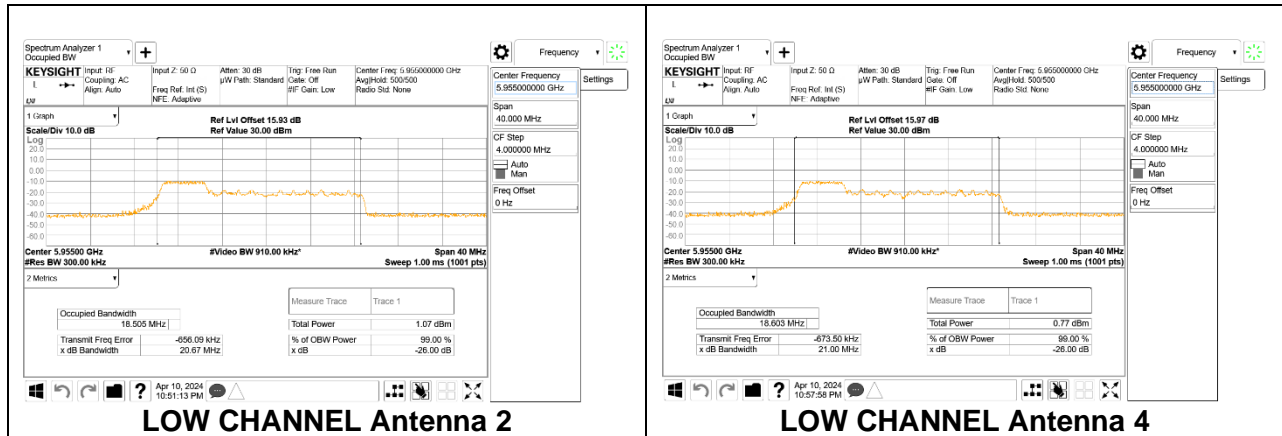 Spectrum Analyzer 1
Occupied BW
+
Frequency
KEYSIGHT
Input: RF
Coupling: AC
Align: Auto
Input Z: 50 Ω
Freq Ref: Int (S)
NFE: Adaptive
Atten: 30 dB
µW Path: Standard
Trig: Free Run
Gate: Off
#IF Gain: Low
Center Freq: 5.955000000 GHz
Avg|Hold: 500/500
Radio Std: None
Center Frequency
5.955000000 GHz
Settings
Span
40.000 MHz
CF Step
4.000000 MHz
Auto
Man
Freq Offset
0 Hz
1 Graph
Scale/Div 10.0 dB
Ref Lvl Offset 15.93 dB
Ref Value 30.00 dBm
Log
20.0
10.0
0.00
-10.0
-20.0
-30.0
-40.0
-50.0
-60.0
Center 5.95500 GHz
#Res BW 300.00 kHz
#Video BW 910.00 kHz*
Span 40 MHz
Sweep 1.00 ms (1001 pts)
2 Metrics
Measure Trace Trace 1
Occupied Bandwidth
18.505 MHz
Total Power 1.07 dBm
Transmit Freq Error -656.09 kHz
% of OBW Power 99.00 %
x dB Bandwidth 20.67 MHz
x dB -26.00 dB
?
Apr 10, 2024
10:51:13 PM
LOW CHANNEL Antenna 2
Spectrum Analyzer 1
Occupied BW
+
Frequency
KEYSIGHT
Input: RF
Coupling: AC
Align: Auto
Input Z: 50 Ω
Freq Ref: Int (S)
NFE: Adaptive
Atten: 30 dB
µW Path: Standard
Trig: Free Run
Gate: Off
#IF Gain: Low
Center Freq: 5.955000000 GHz
Avg|Hold: 500/500
Radio Std: None
Center Frequency
5.955000000 GHz
Settings
Span
40.000 MHz
CF Step
4.000000 MHz
Auto
Man
Freq Offset
0 Hz
1 Graph
Scale/Div 10.0 dB
Ref Lvl Offset 15.97 dB
Ref Value 30.00 dBm
Log
20.0
10.0
0.00
-10.0
-20.0
-30.0
-40.0
-50.0
-60.0
Center 5.95500 GHz
#Res BW 300.00 kHz
#Video BW 910.00 kHz*
Span 40 MHz
Sweep 1.00 ms (1001 pts)
2 Metrics
Measure Trace Trace 1
Occupied Bandwidth
18.603 MHz
Total Power 0.77 dBm
Transmit Freq Error -673.50 kHz
% of OBW Power 99.00 %
x dB Bandwidth 21.00 MHz
x dB -26.00 dB
?
Apr 10, 2024
10:57:58 PM
LOW CHANNEL Antenna 4